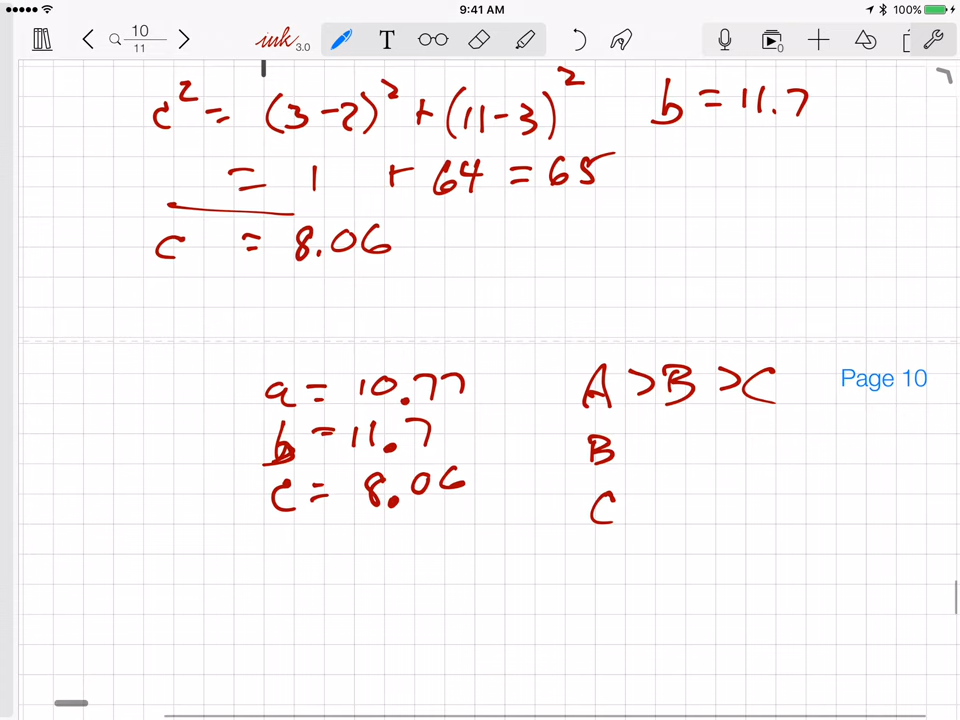 9:41 AM
100%
10
11
ink 3.0
T
0
c² = (3-2)² + (11-3)²
b = 11.7
= 1 + 64 = 65
c = 8.06
a = 10.77
A > B > C
Page 10
b = 11.7
B
c = 8.06
C